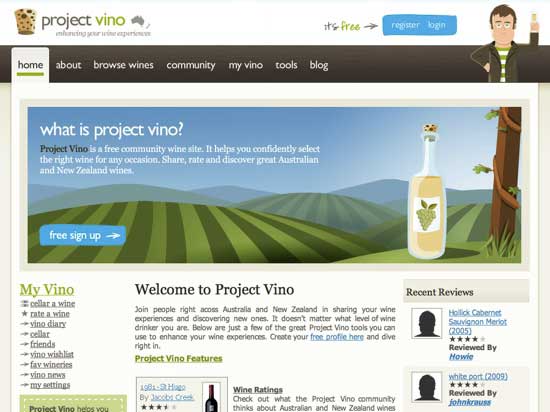 project vino
enhancing your wine experiences
it's free
register login
home about browse wines community my vino tools blog
what is project vino?
Project Vino is a free community wine site. It helps you confidently select
the right wine for any occasion. Share, rate and discover great Australian
and New Zealand wines.
free sign up
My Vino
cellar a wine
rate a wine
vino diary
cellar
friends
vino wishlist
fav wineries
vino news
my settings
Project Vino helps you
Welcome to Project Vino
Join people right acoss Australia and New Zealand in sharing your wine
experiences and discovering new ones. It doesn't matter what level of wine
drinker you are. Below are just a few of the great Project Vino tools you can
use to enhance your wine experiences. Create your free profile here and dive
right in.
Project Vino Features
1981 - St Hugo
By Jacobs Creek
Wine Ratings
Check out what the Project Vino community
thinks about Australian and New Zealand wines.
Recent Reviews
Hollick Cabernet
Sauvignon Merlot
(2005)
Reviewed By
Howie
white port (2009)
Reviewed By
johnkrauss